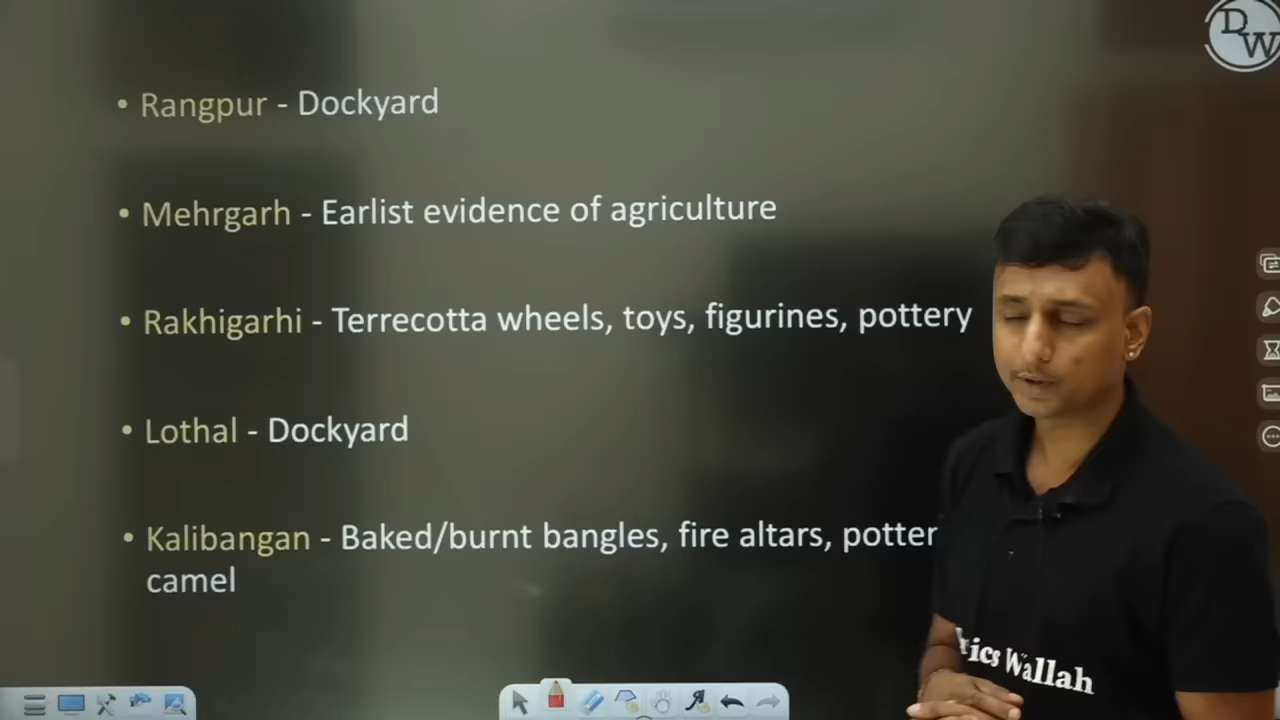 DW
• Rangpur - Dockyard
• Mehrgarh - Earlist evidence of agriculture
• Rakhigarhi - Terrecotta wheels, toys, figurines, pottery
• Lothal - Dockyard
• Kalibangan - Baked/burnt bangles, fire altars, potter
camel
ics Wallah